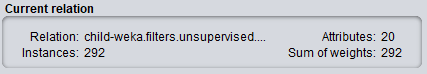 Current relation
Relation: child-weka.filters.unsupervised.... Attributes: 20
Instances: 292 Sum of weights: 292